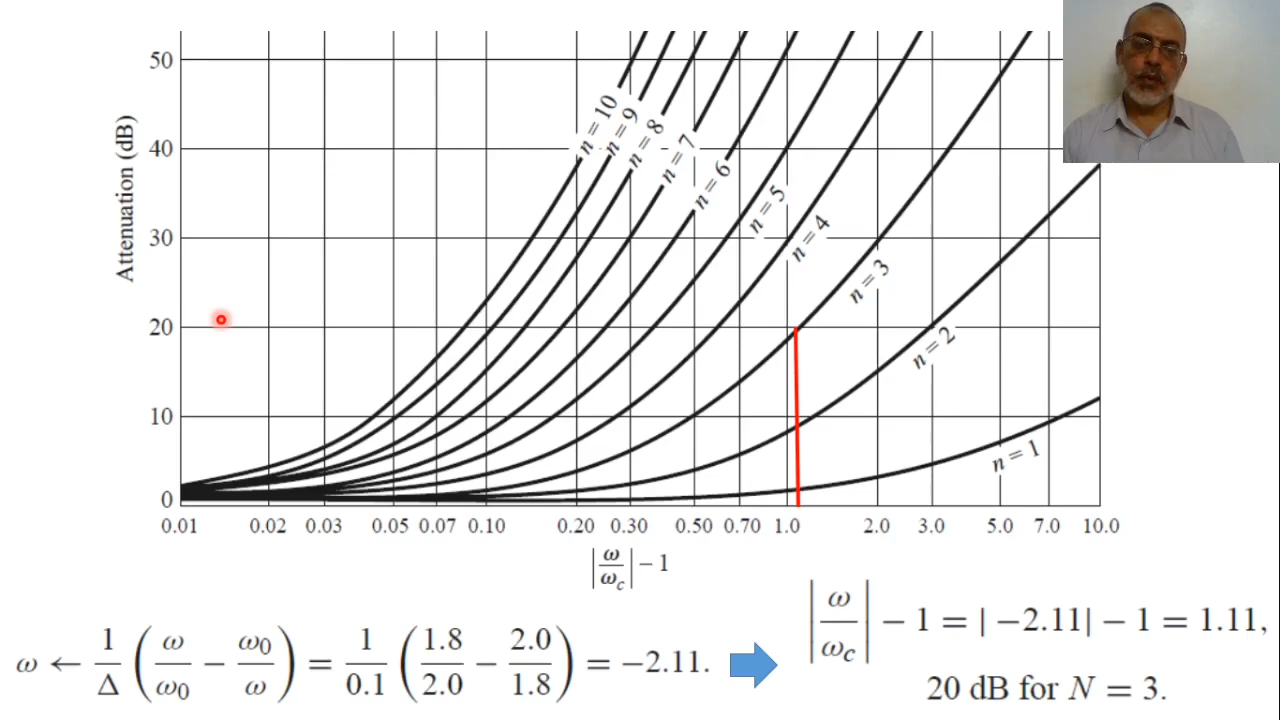 Attenuation (dB)
50
40
30
20
10
0
n = 10
n = 9
n = 8
n = 7
n = 6
n = 5
n = 4
n = 3
n = 2
n = 1
0.01 0.02 0.03 0.05 0.07 0.10 0.20 0.30 0.50 0.70 1.0 2.0 3.0 5.0 7.0 10.0
|ω/ω_c| − 1
ω ← 1/Δ (ω/ω₀ − ω₀/ω) = 1/0.1 (1.8/2.0 − 2.0/1.8) = −2.11.
|ω/ω_c| − 1 = | −2.11| − 1 = 1.11,
20 dB for N = 3.